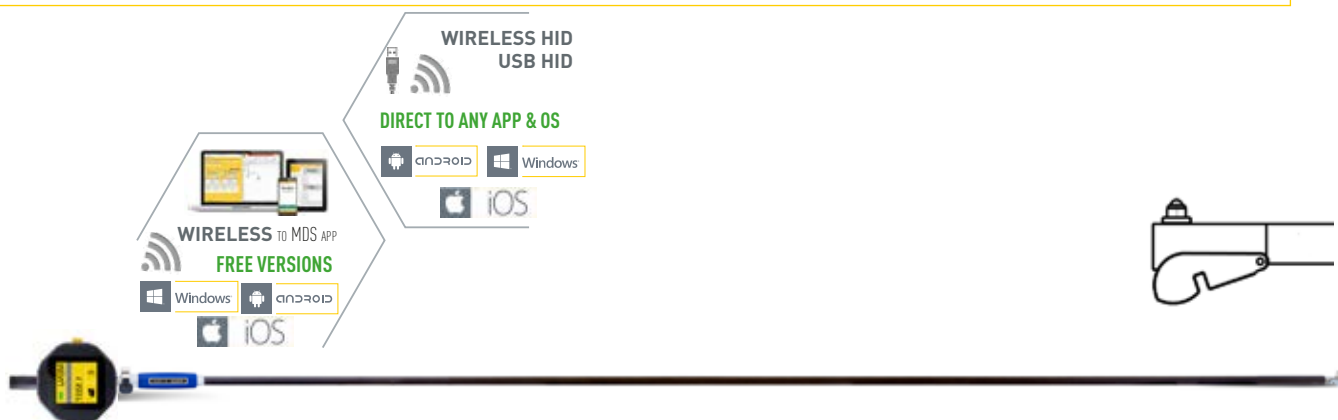 WIRELESS HID
USB HID
DIRECT TO ANY APP & OS
ANDROID
Windows
iOS
WIRELESS TO MDS APP
FREE VERSIONS
Windows
ANDROID
iOS